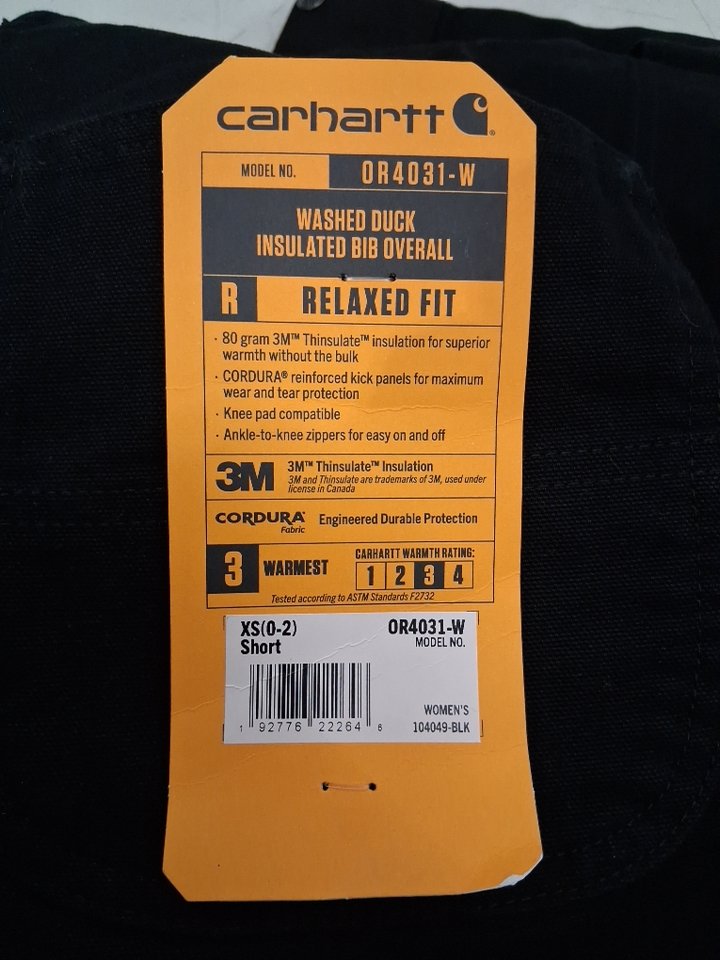 carhartt
MODEL NO. OR4031-W
WASHED DUCK
INSULATED BIB OVERALL
R RELAXED FIT
· 80 gram 3M™ Thinsulate™ insulation for superior
warmth without the bulk
· CORDURA® reinforced kick panels for maximum
wear and tear protection
· Knee pad compatible
· Ankle-to-knee zippers for easy on and off
3M 3M™ Thinsulate™ Insulation
3M and Thinsulate are trademarks of 3M, used under
license in Canada
CORDURA® Fabric Engineered Durable Protection
3 WARMEST
CARHARTT WARMTH RATING:
1 2 3 4
Tested according to ASTM Standards F2732
XS(0-2) OR4031-W
Short MODEL NO.
1 92776 22264 6
WOMEN'S
104049-BLK